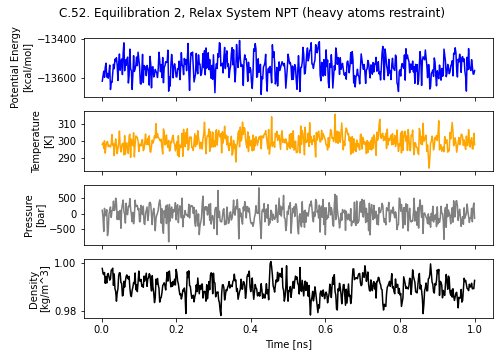 C.52. Equilibration 2, Relax System NPT (heavy atoms restraint)
Potential Energy
[kcal/mol]
−13400
−13600
Temperature
[K]
310
300
290
Pressure
[bar]
500
0
−500
Density
[kg/m^3]
1.00
0.98
0.0 0.2 0.4 0.6 0.8 1.0
Time [ns]